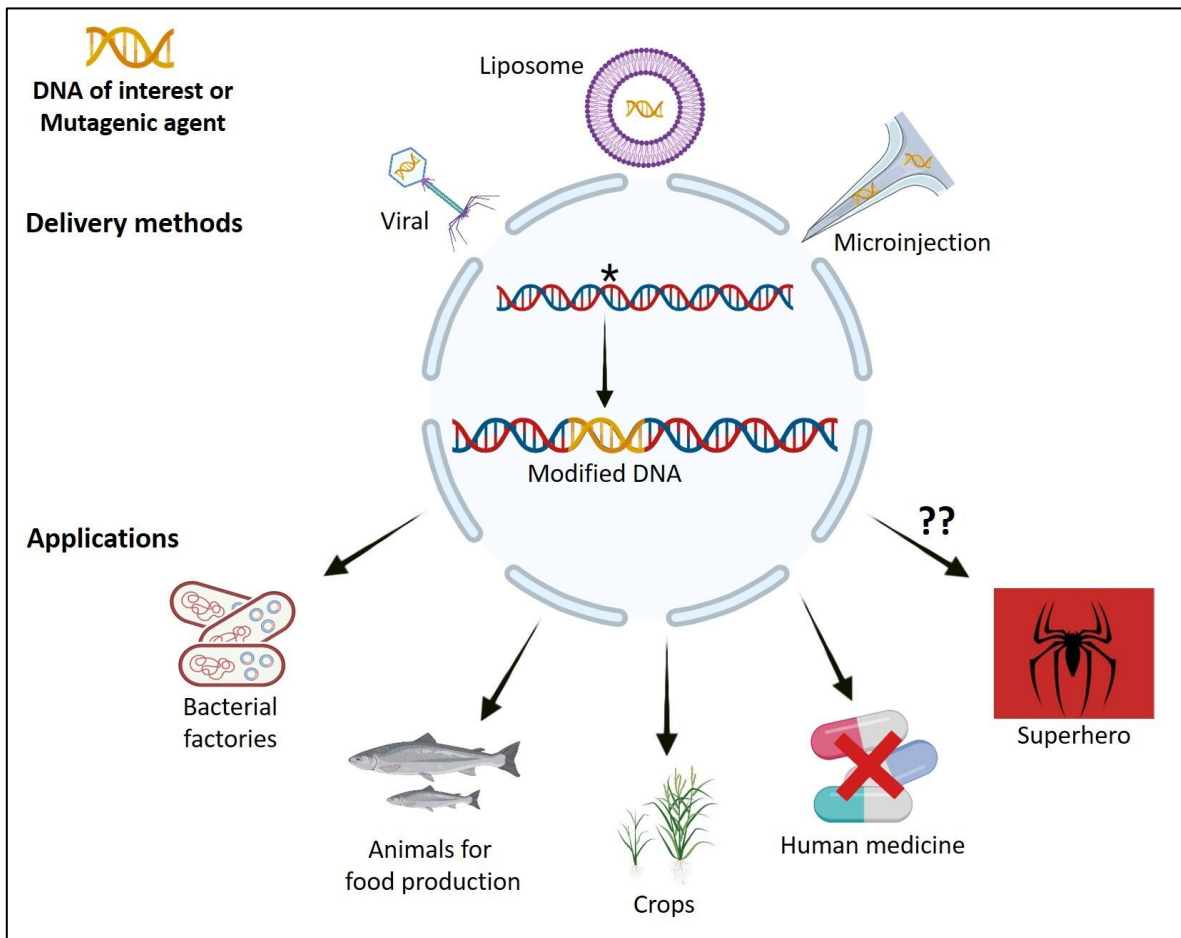 DNA of interest or
Mutagenic agent
Liposome
Delivery methods
Viral
Microinjection
*
Modified DNA
Applications
??
Bacterial
factories
Superhero
Animals for
food production
Crops
Human medicine